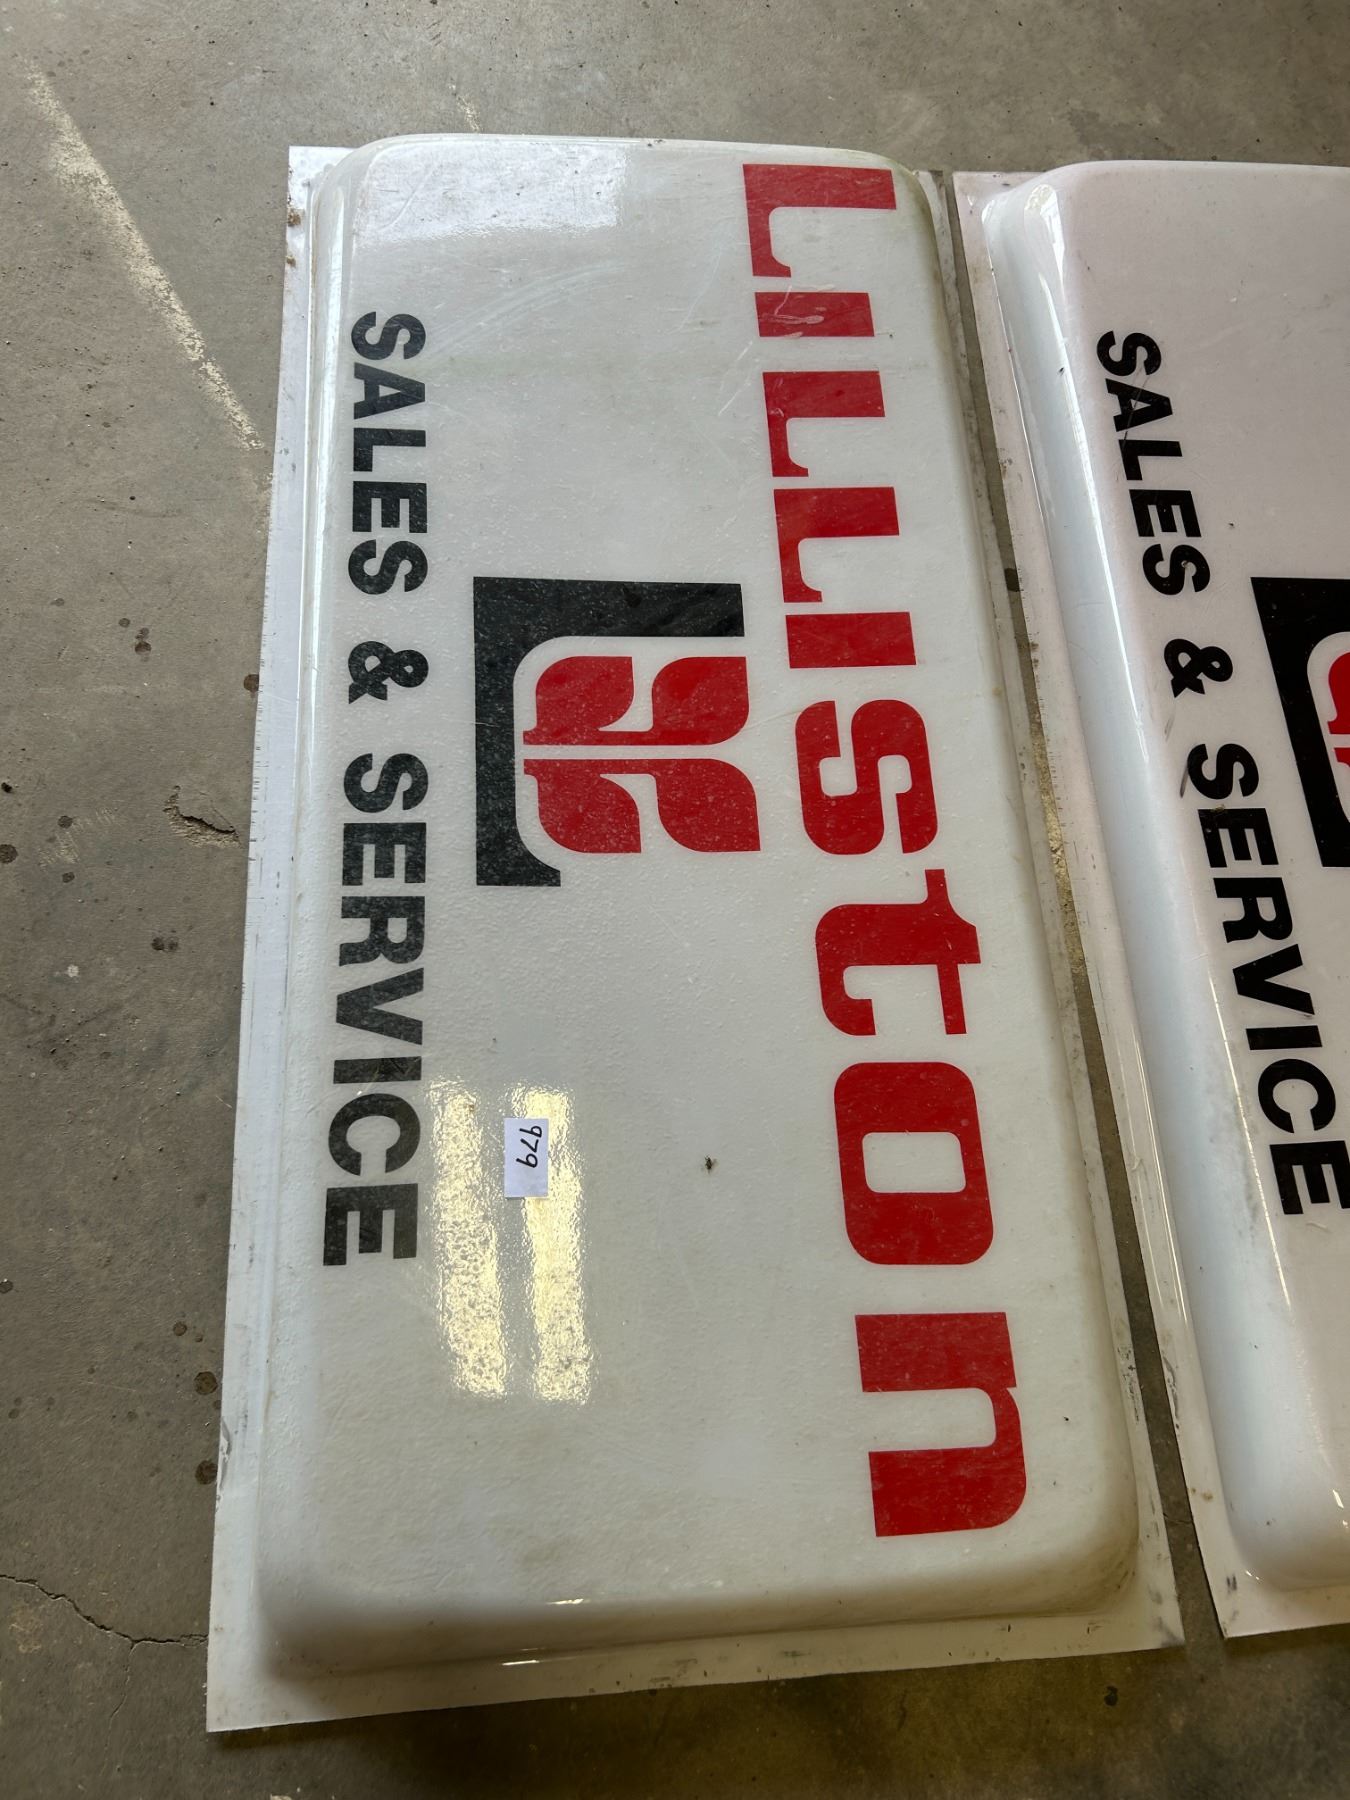 LILLISton
SALES & SERVICE
979
SALES & SERVICE